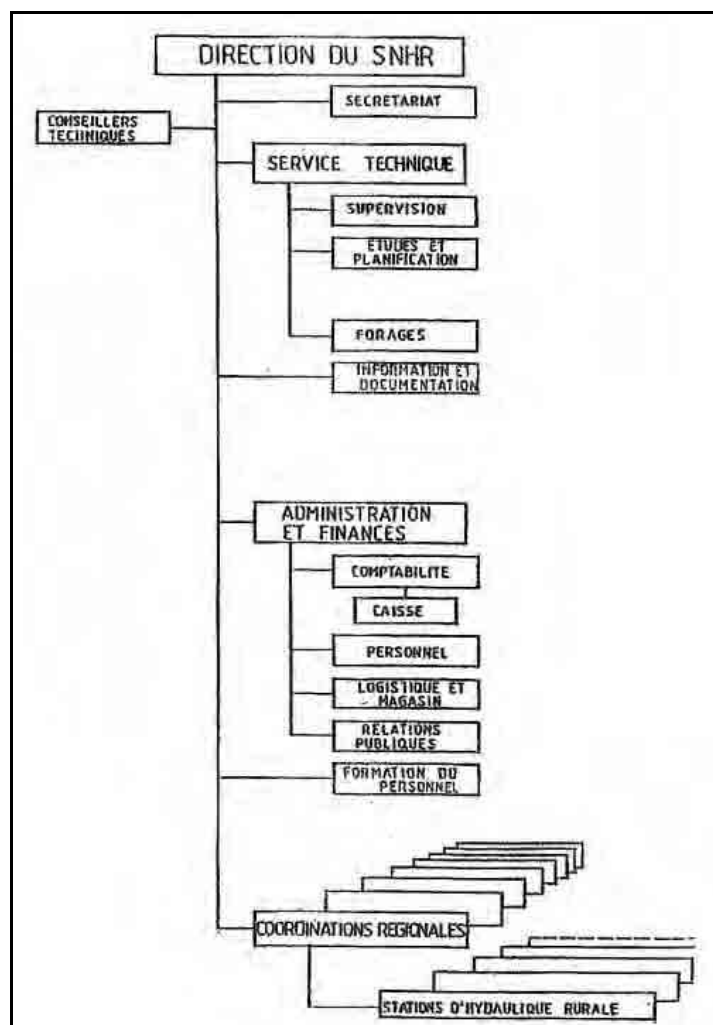 DIRECTION DU SNHR
SECRETARIAT
CONSEILLERS
TECHNIQUES
SERVICE TECHNIQUE
SUPERVISION
ETUDES ET
PLANIFICATION
FORAGES
INFORMATION ET
DOCUMENTATION
ADMINISTRATION
ET FINANCES
COMPTABILITE
CAISSE
PERSONNEL
LOGISTIQUE ET
MAGASIN
RELATIONS
PUBLIQUES
FORMATION DU
PERSONNEL
COORDINATIONS REGIONALES
STATIONS D'HYDAULIQUE RURALE